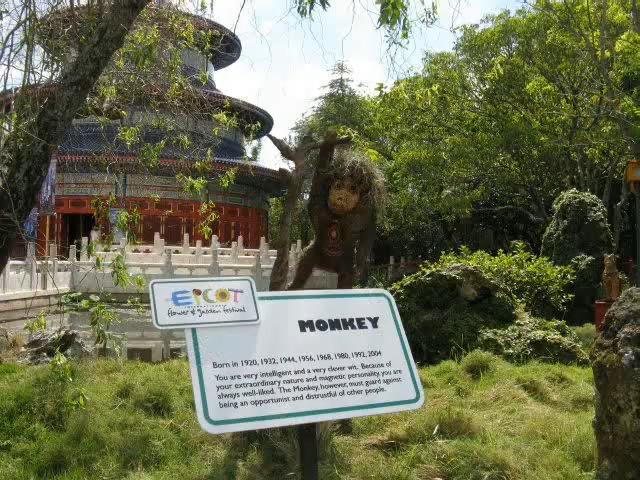 EPCOT
INTERNATIONAL
flower & garden festival
MONKEY
Born in 1920, 1932, 1944, 1956, 1968, 1980, 1992, 2004
You are very intelligent and a very clever wit. Because of
your extraordinary nature and magnetic personality, you are
always well-liked. The Monkey, however, must guard against
being an opportunist and distrustful of other people.